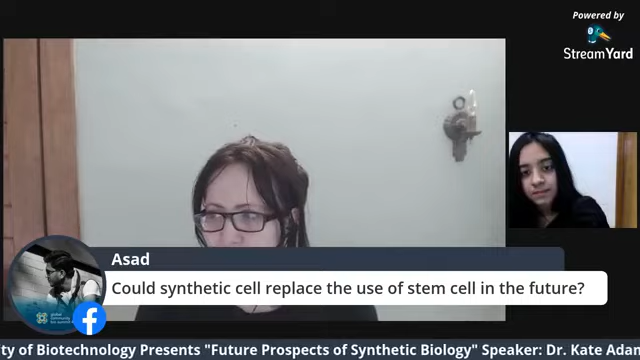 Powered by
StreamYard
Asad
Could synthetic cell replace the use of stem cell in the future?
ty of Biotechnology Presents "Future Prospects of Synthetic Biology" Speaker: Dr. Kate Adam